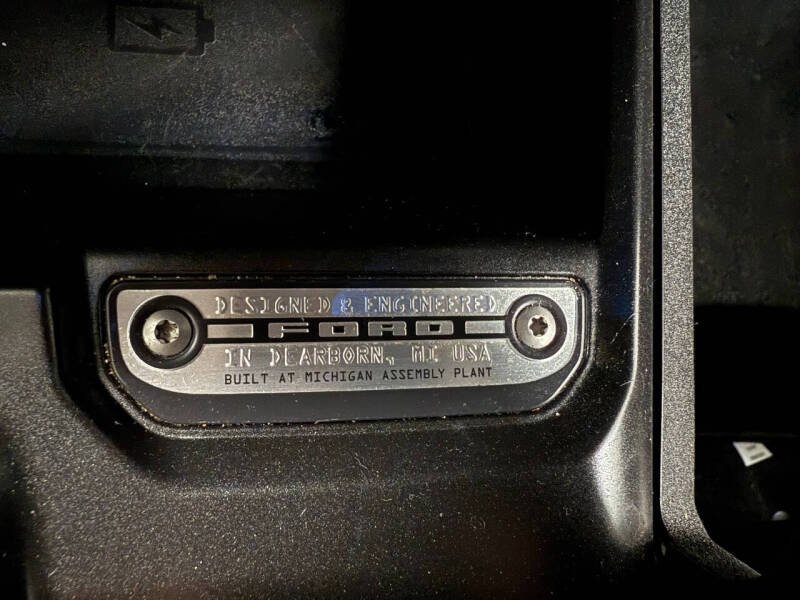 DESIGNED & ENGINEERED
FORD
IN DEARBORN, MI USA
BUILT AT MICHIGAN ASSEMBLY PLANT